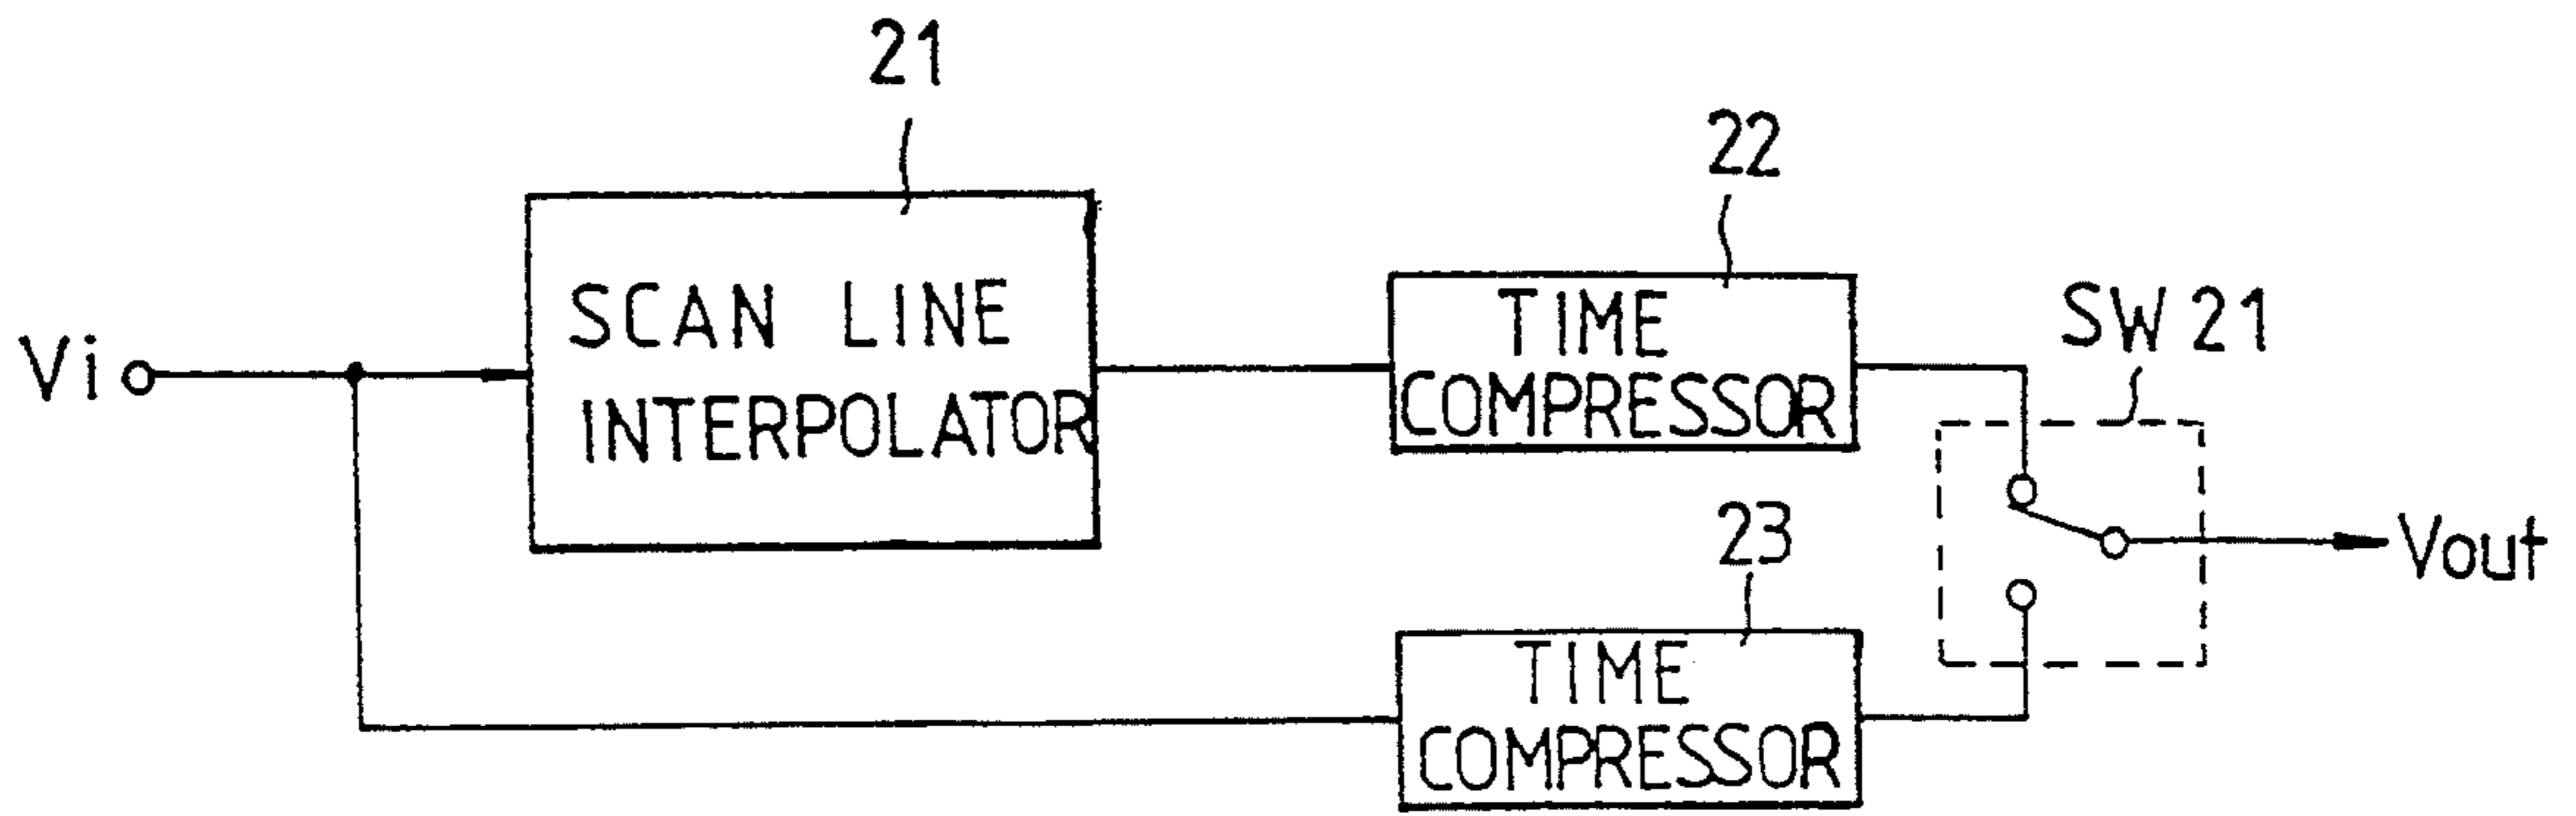 21
22
SCAN LINE
INTERPOLATOR
TIME
COMPRESSOR
SW 21
Vi
23
Vout
TIME
COMPRESSOR